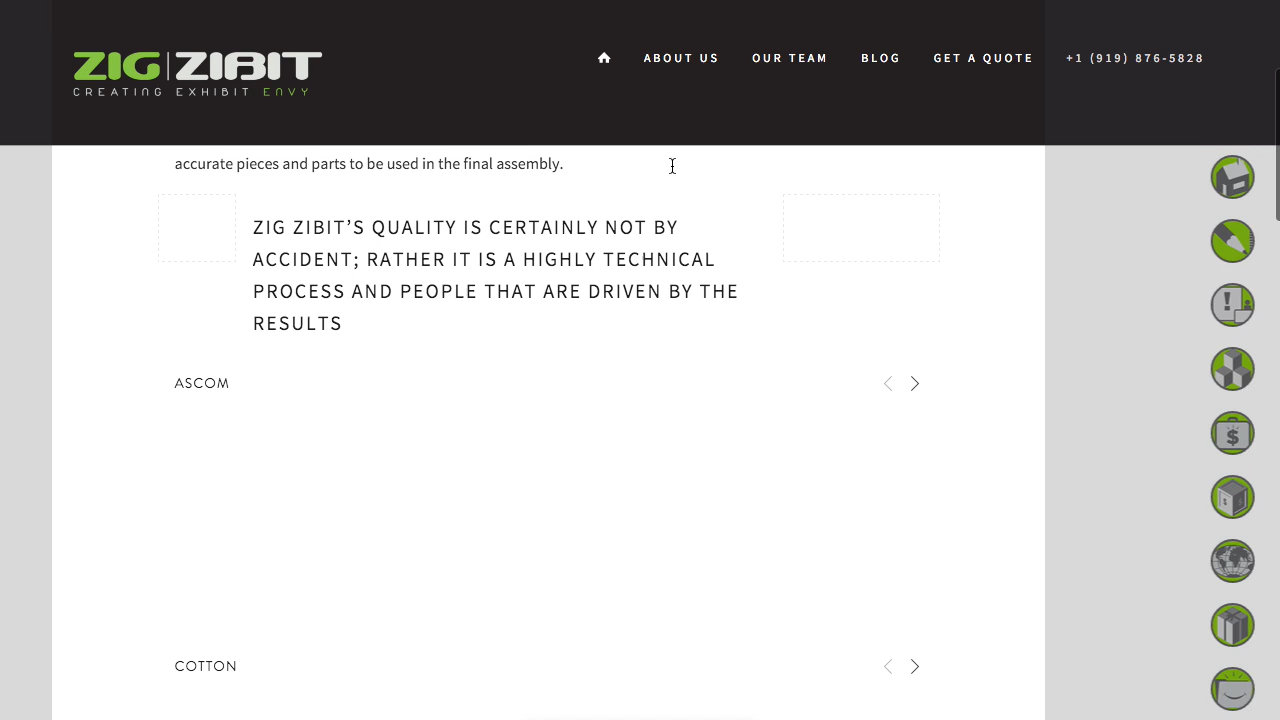 ZIG|ZIBIT
CREATING EXHIBIT ENVY
ABOUT US
OUR TEAM
BLOG
GET A QUOTE
+1 (919) 876-5828
accurate pieces and parts to be used in the final assembly.
ZIG ZIBIT’S QUALITY IS CERTAINLY NOT BY
ACCIDENT; RATHER IT IS A HIGHLY TECHNICAL
PROCESS AND PEOPLE THAT ARE DRIVEN BY THE
RESULTS
ASCOM
COTTON